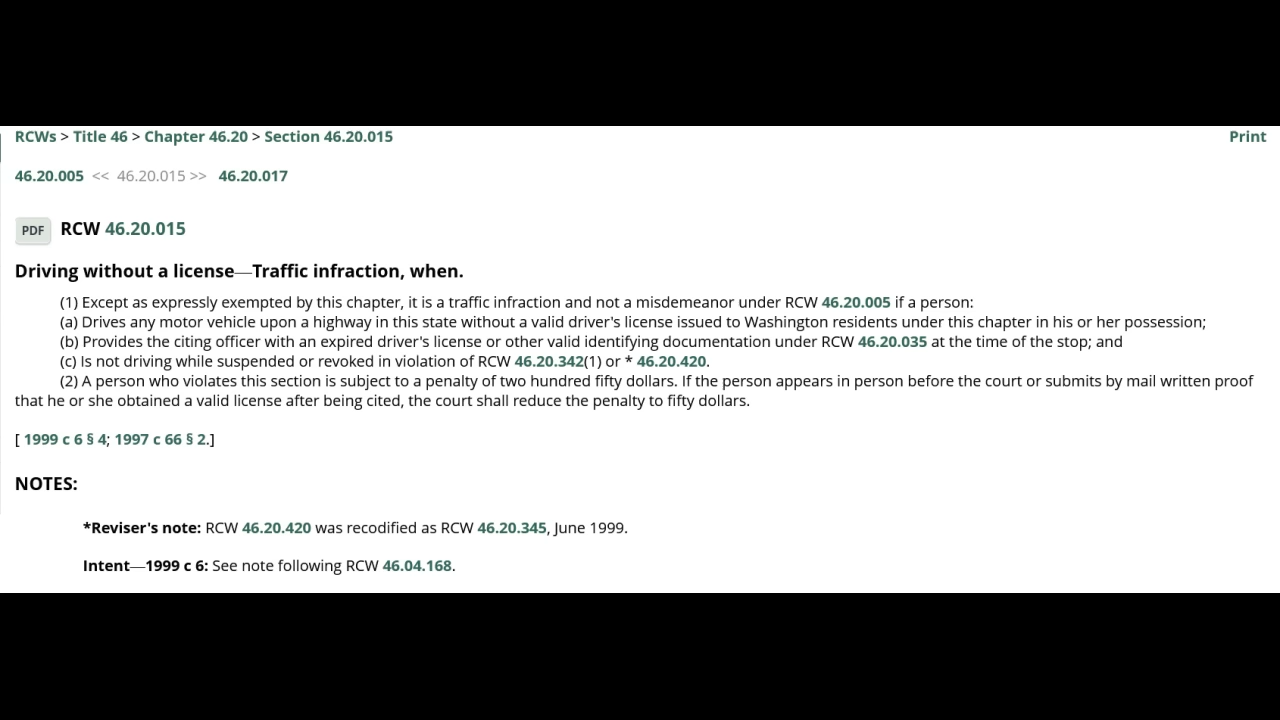 RCWs > Title 46 > Chapter 46.20 > Section 46.20.015 Print
46.20.005 << 46.20.015 >> 46.20.017
PDF RCW 46.20.015
Driving without a license—Traffic infraction, when.
(1) Except as expressly exempted by this chapter, it is a traffic infraction and not a misdemeanor under RCW 46.20.005 if a person:
(a) Drives any motor vehicle upon a highway in this state without a valid driver's license issued to Washington residents under this chapter in his or her possession;
(b) Provides the citing officer with an expired driver's license or other valid identifying documentation under RCW 46.20.035 at the time of the stop; and
(c) Is not driving while suspended or revoked in violation of RCW 46.20.342(1) or * 46.20.420.
(2) A person who violates this section is subject to a penalty of two hundred fifty dollars. If the person appears in person before the court or submits by mail written proof
that he or she obtained a valid license after being cited, the court shall reduce the penalty to fifty dollars.
[ 1999 c 6 § 4; 1997 c 66 § 2.]
NOTES:
*Reviser's note: RCW 46.20.420 was recodified as RCW 46.20.345, June 1999.
Intent—1999 c 6: See note following RCW 46.04.168.